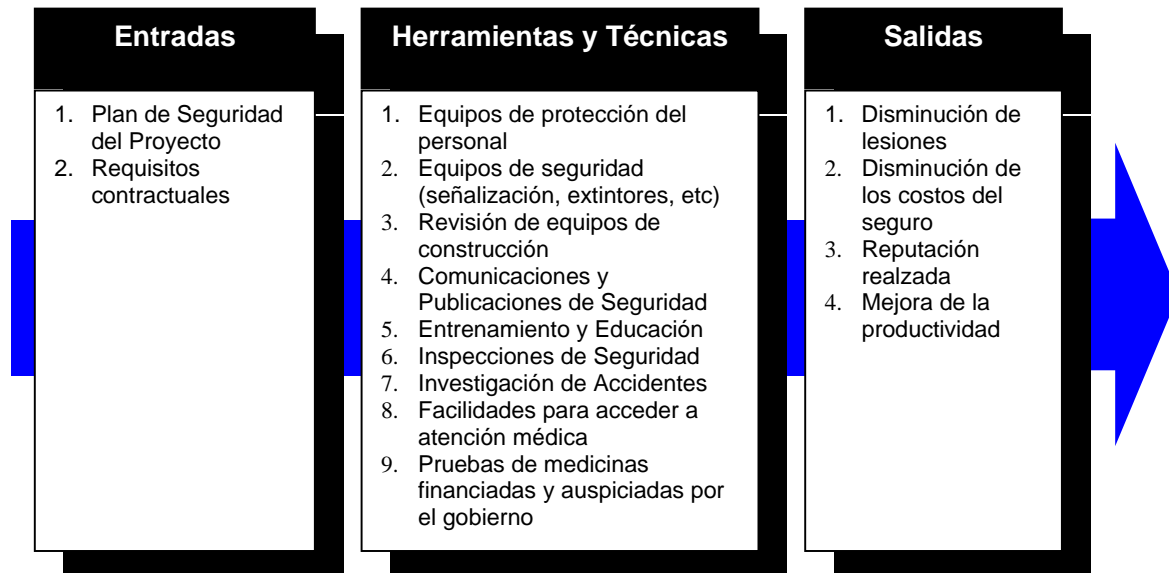 Entradas
1. Plan de Seguridad
del Proyecto
2. Requisitos
contractuales
Herramientas y Técnicas
1. Equipos de protección del
personal
2. Equipos de seguridad
(señalización, extintores, etc)
3. Revisión de equipos de
construcción
4. Comunicaciones y
Publicaciones de Seguridad
5. Entrenamiento y Educación
6. Inspecciones de Seguridad
7. Investigación de Accidentes
8. Facilidades para acceder a
atención médica
9. Pruebas de medicinas
financiadas y auspiciadas por
el gobierno
Salidas
1. Disminución de
lesiones
2. Disminución de
los costos del
seguro
3. Reputación
realzada
4. Mejora de la
productividad